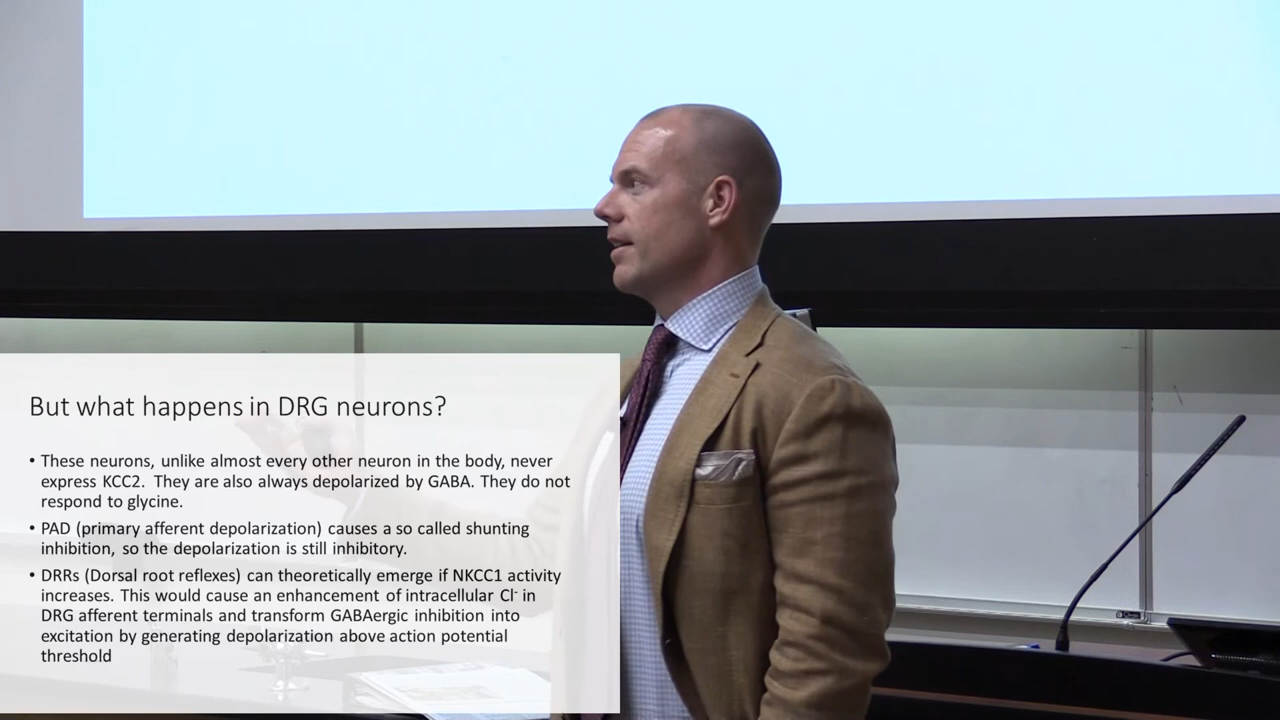 But what happens in DRG neurons?
• These neurons, unlike almost every other neuron in the body, never
express KCC2. They are also always depolarized by GABA. They do not
respond to glycine.
• PAD (primary afferent depolarization) causes a so called shunting
inhibition, so the depolarization is still inhibitory.
• DRRs (Dorsal root reflexes) can theoretically emerge if NKCC1 activity
increases. This would cause an enhancement of intracellular Cl⁻ in
DRG afferent terminals and transform GABAergic inhibition into
excitation by generating depolarization above action potential
threshold